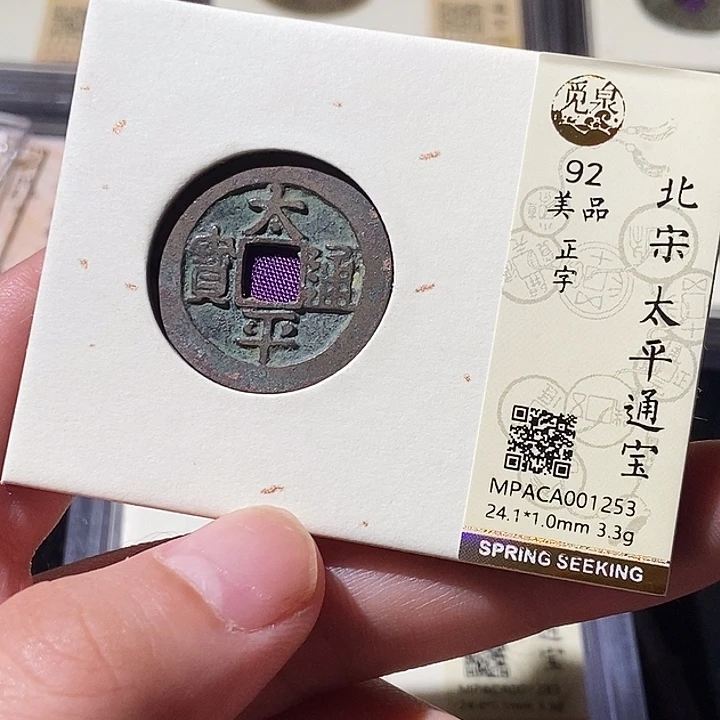 太
平
通
寶
觅泉
92
美品
正字
北宋太平通宝
MPACA001253
24.1*1.0mm 3.3g
SPRING SEEKING